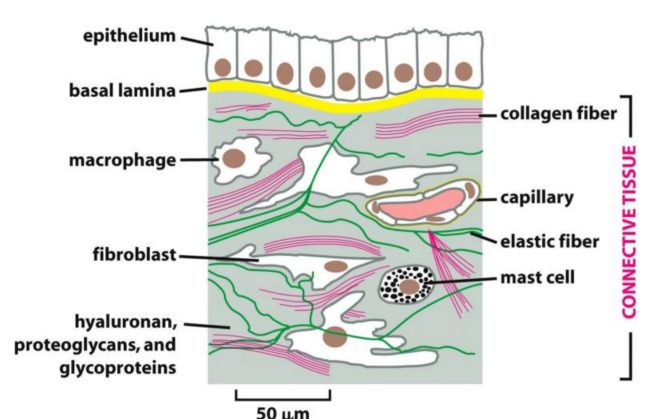 epithelium
basal lamina
macrophage
fibroblast
hyaluronan,
proteoglycans, and
glycoproteins
collagen fiber
capillary
elastic fiber
mast cell
CONNECTIVE TISSUE
50 µm